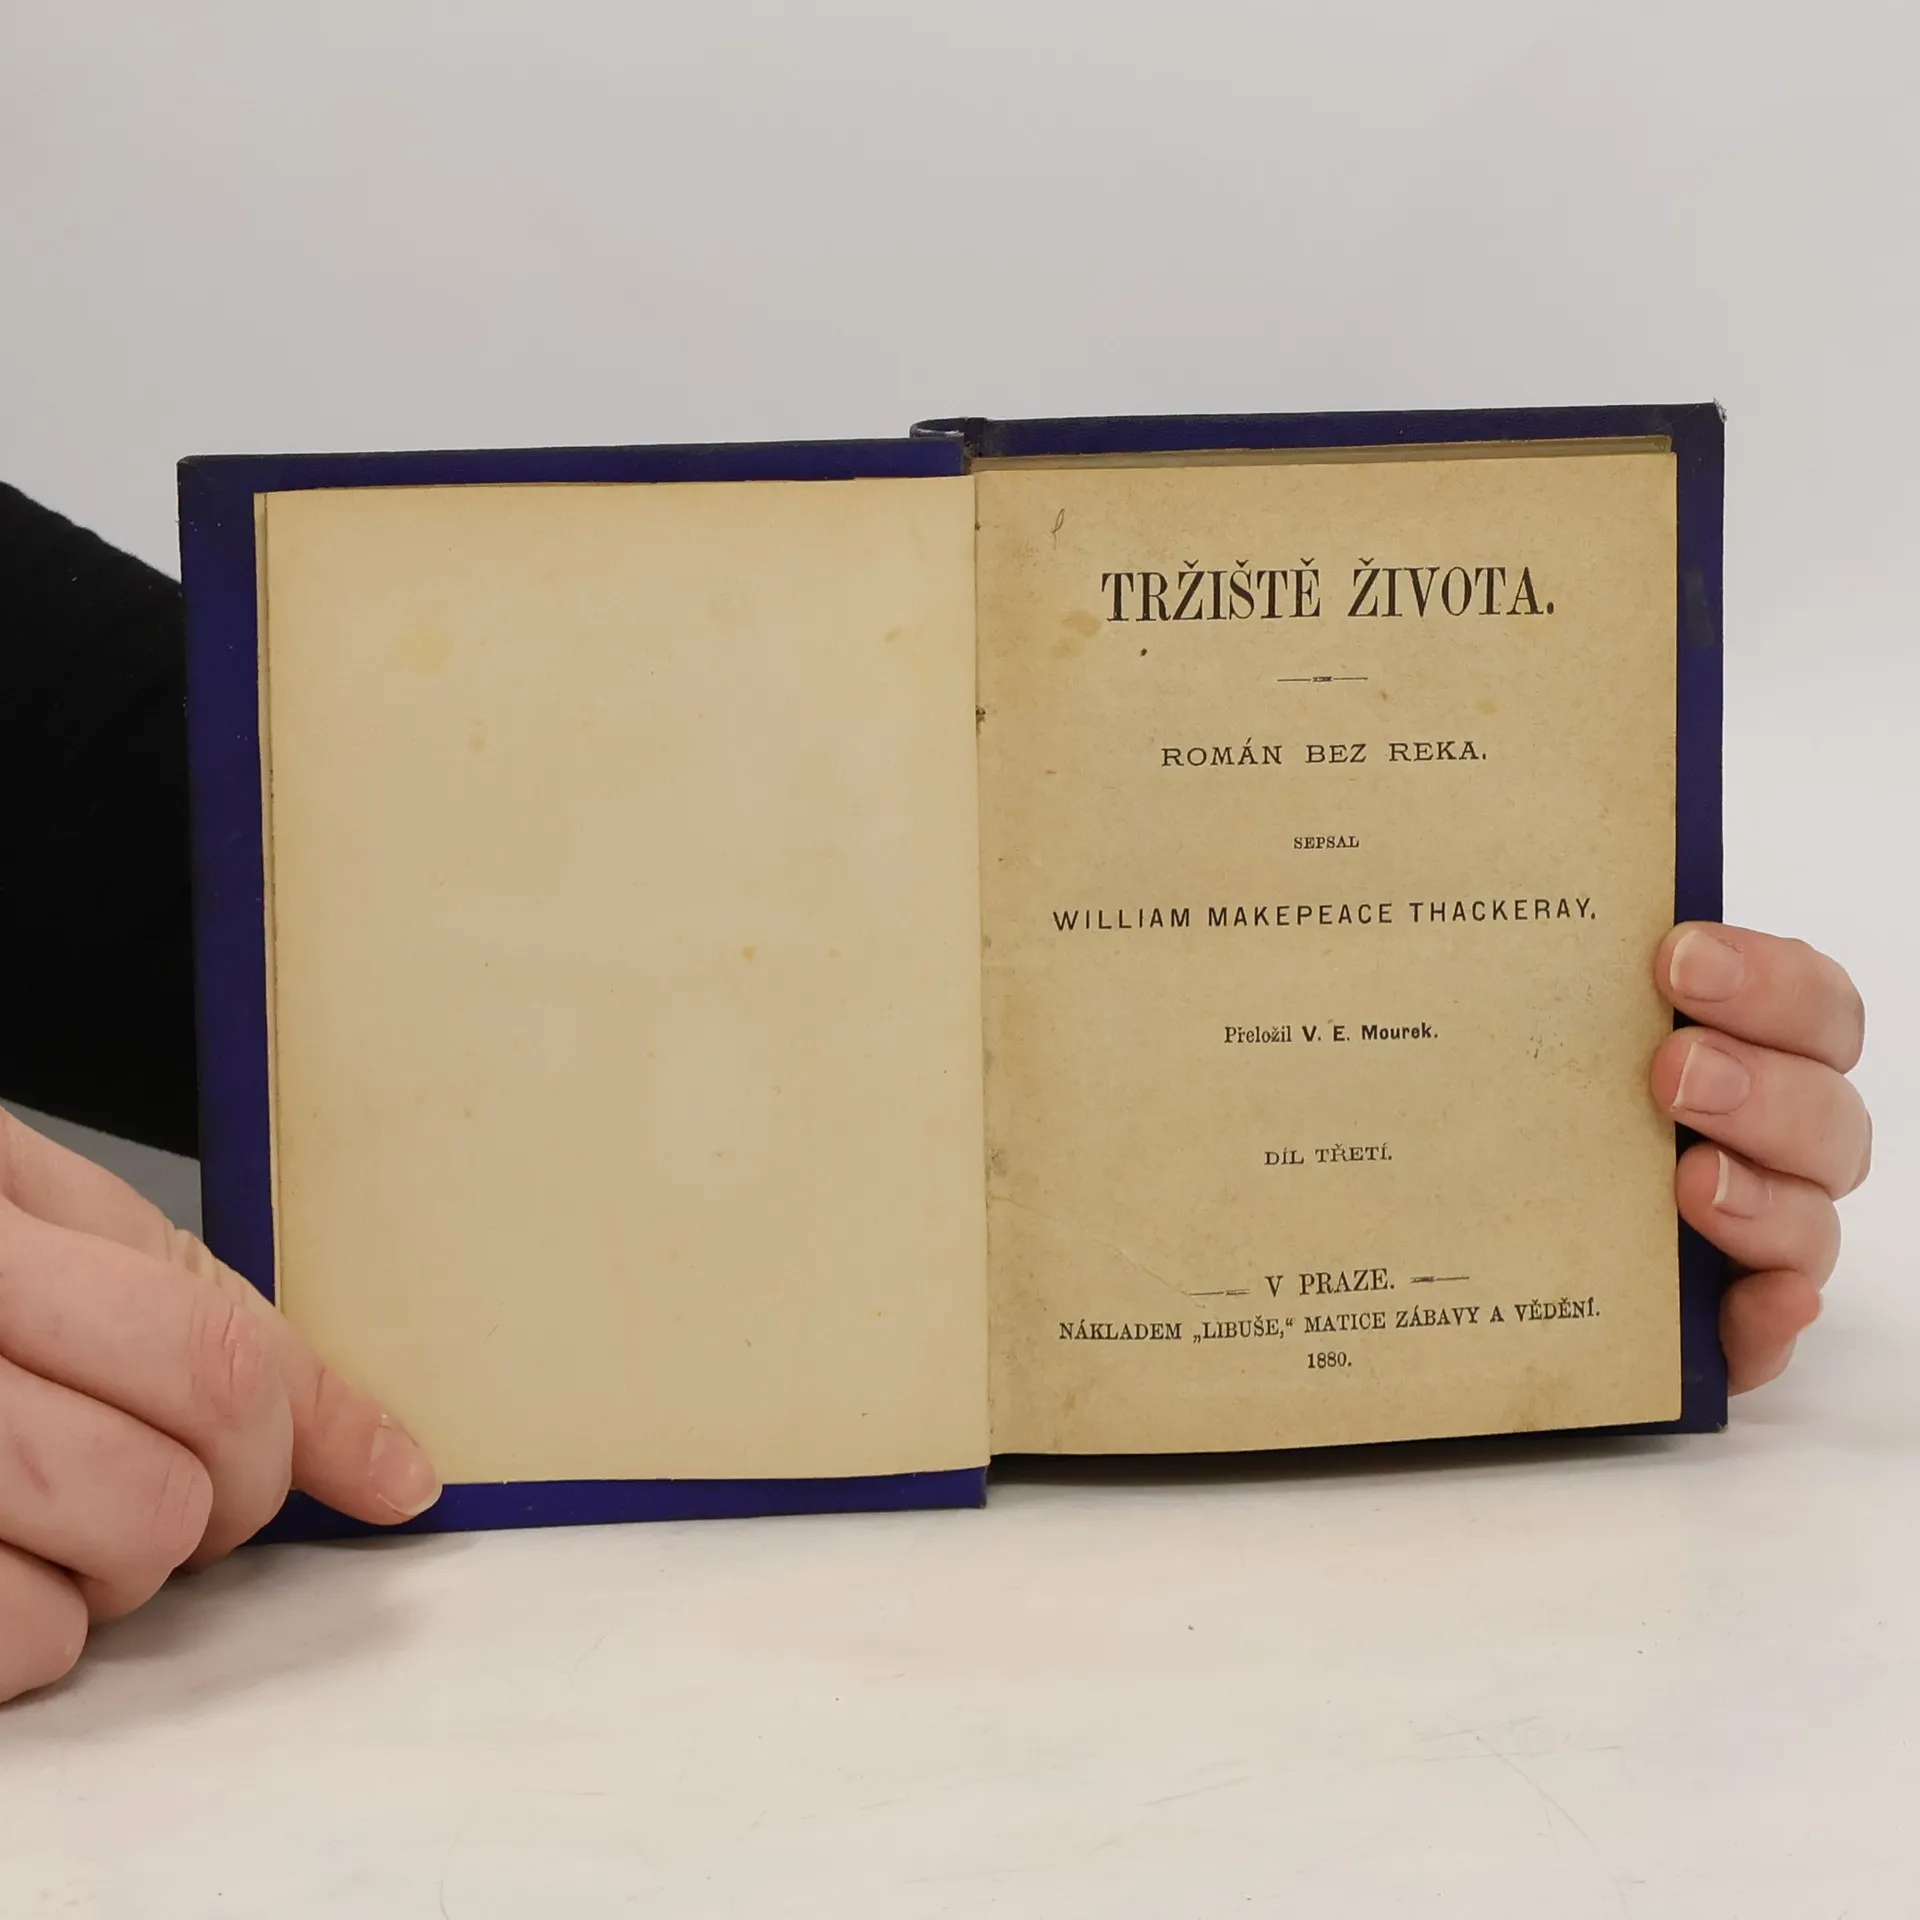 TRŽIŠTĚ ŽIVOTA.
ROMÁN BEZ REKA.
SEPSAL
WILLIAM MAKEPEACE THACKERAY.
Přeložil V. E. Mourek.
DÍL TŘETÍ.
V PRAZE.
NÁKLADEM „LIBUŠE,“ MATICE ZÁBAVY A VĚDĚNÍ.
1880.